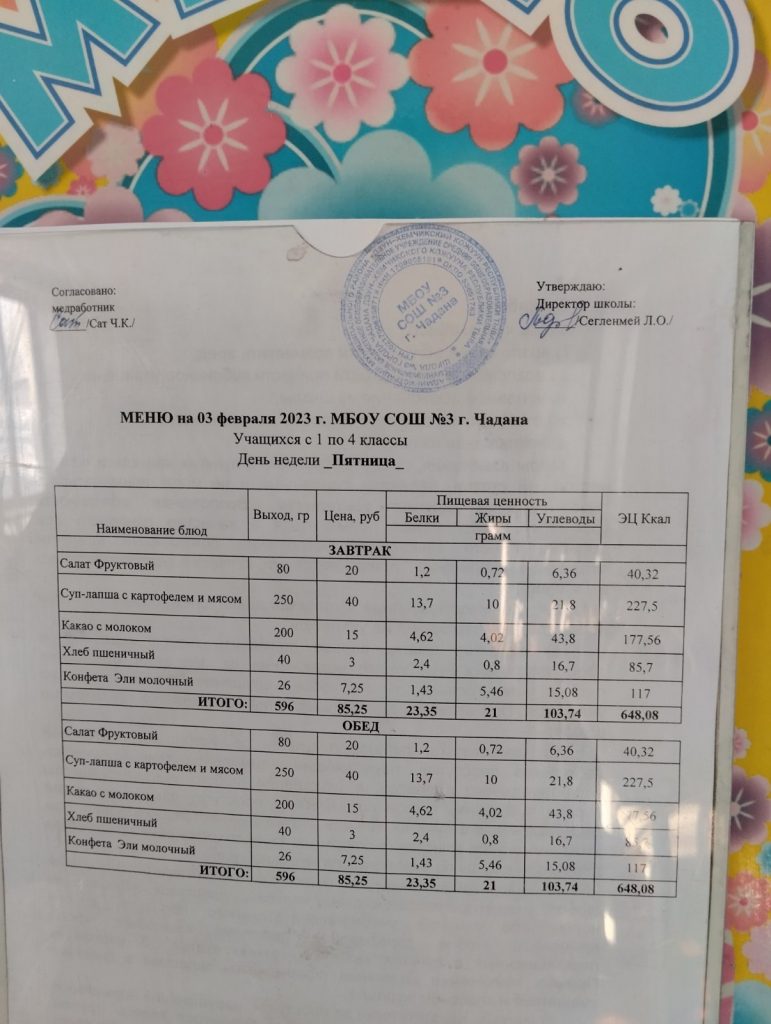 МЕНЮ
Согласовано:
медработник
/Сат Ч.К./
МБОУ
СОШ №3
г. Чадана
Утверждаю:
Директор школы:
/Сегленмей Л.О./
МЕНЮ на 03 февраля 2023 г. МБОУ СОШ №3 г. Чадана
Учащихся с 1 по 4 классы
День недели _Пятница_
Наименование блюд Выход, гр Цена, руб Пищевая ценность ЭЦ Ккал
Белки Жиры Углеводы
грамм
ЗАВТРАК
Салат Фруктовый 80 20 1,2 0,72 6,36 40,32
Суп-лапша с картофелем и мясом 250 40 13,7 10 21,8 227,5
Какао с молоком 200 15 4,62 4,02 43,8 177,56
Хлеб пшеничный 40 3 2,4 0,8 16,7 85,7
Конфета Эли молочный 26 7,25 1,43 5,46 15,08 117
ИТОГО: 596 85,25 23,35 21 103,74 648,08
ОБЕД
Салат Фруктовый 80 20 1,2 0,72 6,36 40,32
Суп-лапша с картофелем и мясом 250 40 13,7 10 21,8 227,5
Какао с молоком 200 15 4,62 4,02 43,8 177,56
Хлеб пшеничный 40 3 2,4 0,8 16,7 85,7
Конфета Эли молочный 26 7,25 1,43 5,46 15,08 117
ИТОГО: 596 85,25 23,35 21 103,74 648,08